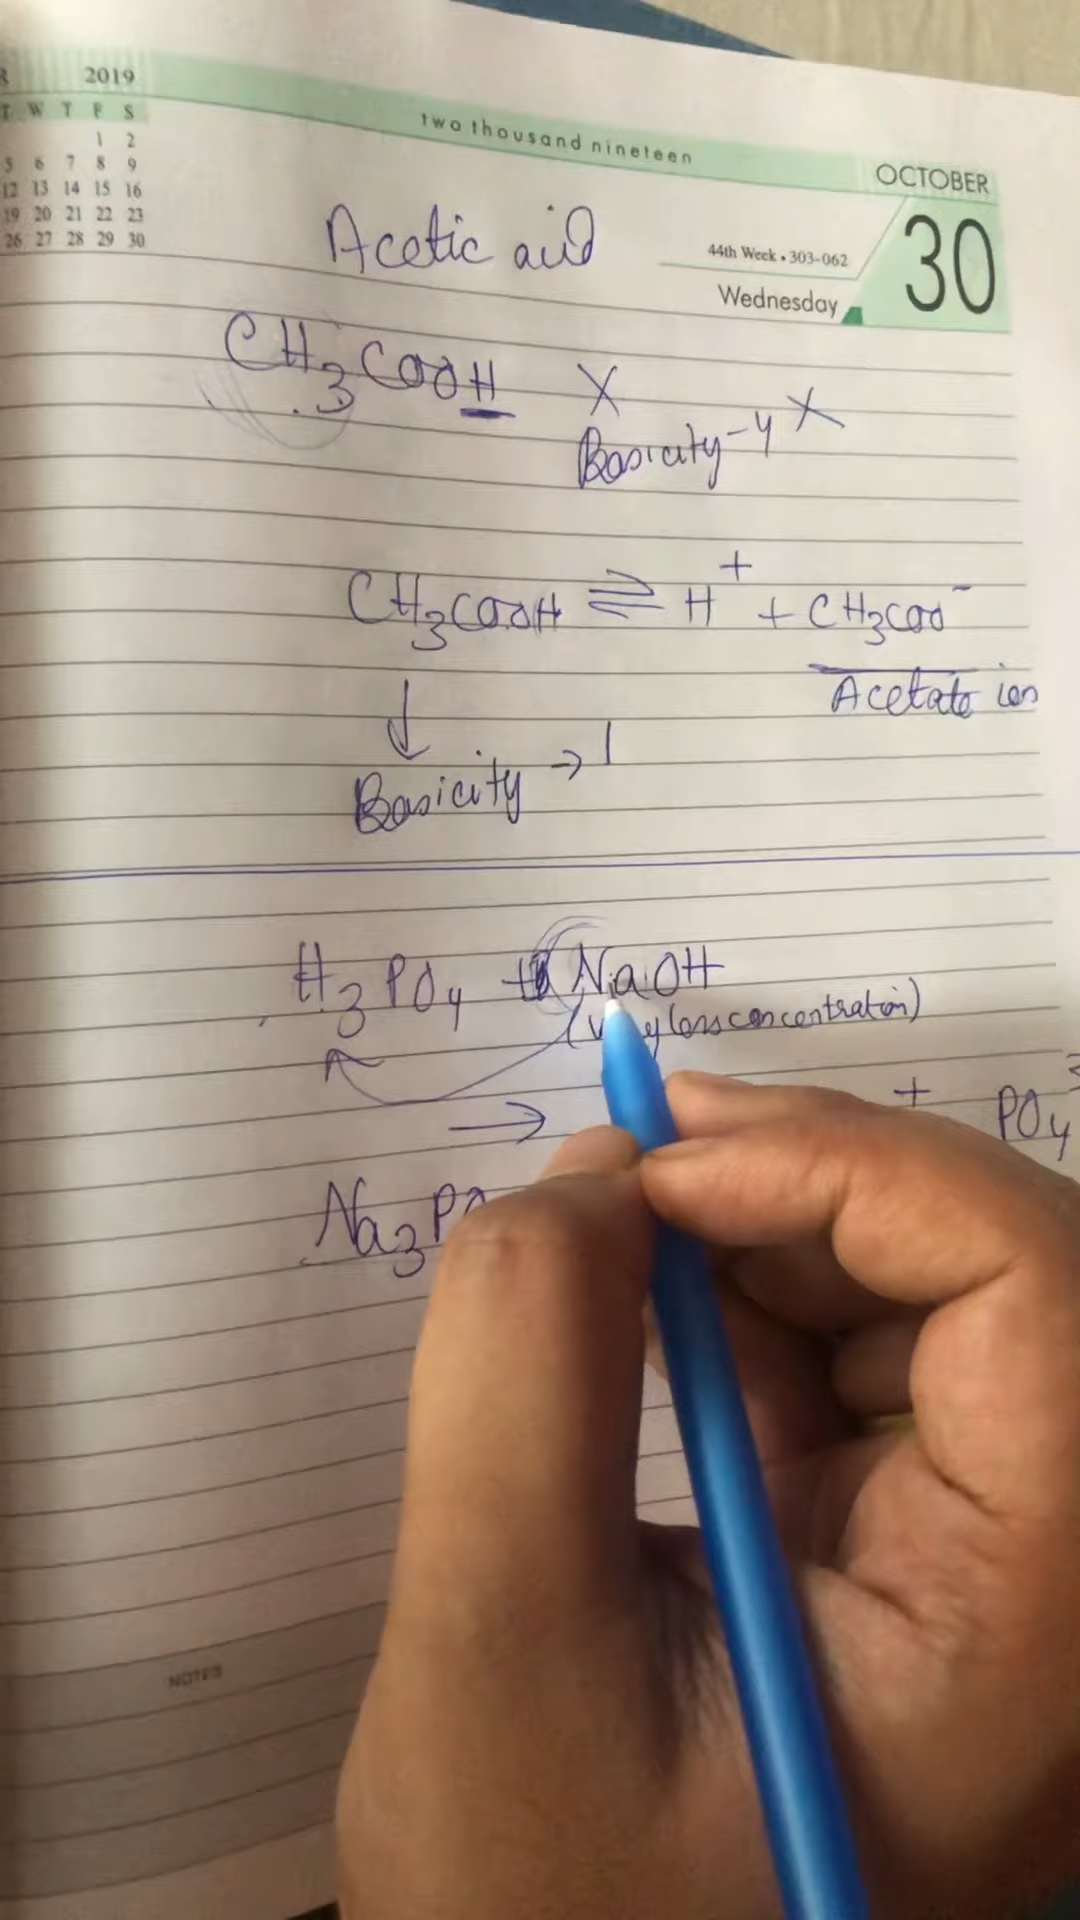 2019
T W T F S
1 2
5 6 7 8 9
12 13 14 15 16
19 20 21 22 23
26 27 28 29 30
two thousand nineteen
OCTOBER
30
44th Week • 303-062
Wednesday
Acetic acid
CH3COOH X
Basicity-4 X
CH3COOH ⇌ H+ + CH3COO-
Acetate ion
↓
Basicity → 1
H3PO4 + NaOH
(less concentration)
→ + PO4
Na3
NOTES